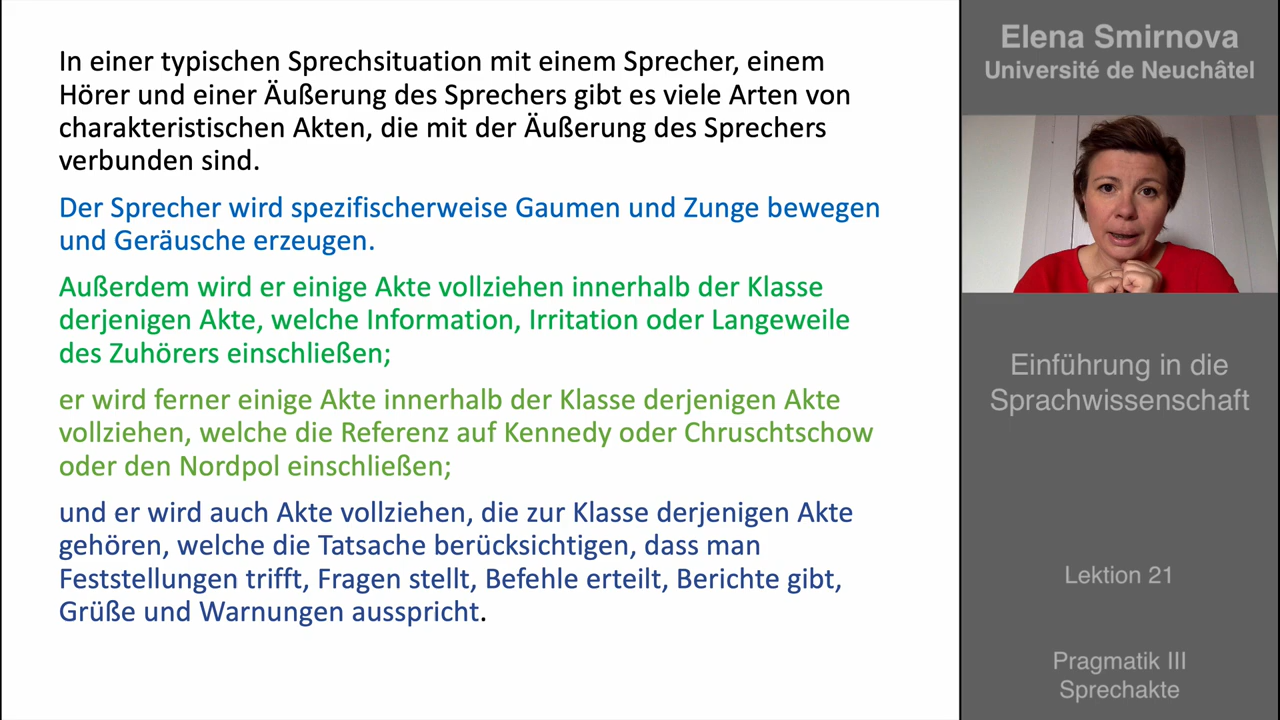 In einer typischen Sprechsituation mit einem Sprecher, einem
Hörer und einer Äußerung des Sprechers gibt es viele Arten von
charakteristischen Akten, die mit der Äußerung des Sprechers
verbunden sind.
Der Sprecher wird spezifischerweise Gaumen und Zunge bewegen
und Geräusche erzeugen.
Außerdem wird er einige Akte vollziehen innerhalb der Klasse
derjenigen Akte, welche Information, Irritation oder Langeweile
des Zuhörers einschließen;
er wird ferner einige Akte innerhalb der Klasse derjenigen Akte
vollziehen, welche die Referenz auf Kennedy oder Chruschtschow
oder den Nordpol einschließen;
und er wird auch Akte vollziehen, die zur Klasse derjenigen Akte
gehören, welche die Tatsache berücksichtigen, dass man
Feststellungen trifft, Fragen stellt, Befehle erteilt, Berichte gibt,
Grüße und Warnungen ausspricht.
Elena Smirnova
Université de Neuchâtel
Einführung in die
Sprachwissenschaft
Lektion 21
Pragmatik III
Sprechakte